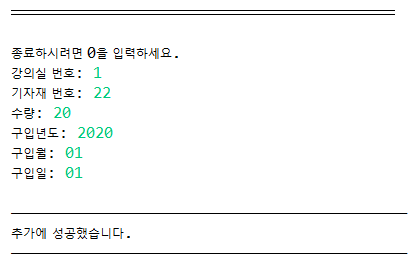 종료하시려면 0을 입력하세요.
강의실 번호: 1
기자재 번호: 22
수량: 20
구입년도: 2020
구입월: 01
구입일: 01
추가에 성공했습니다.